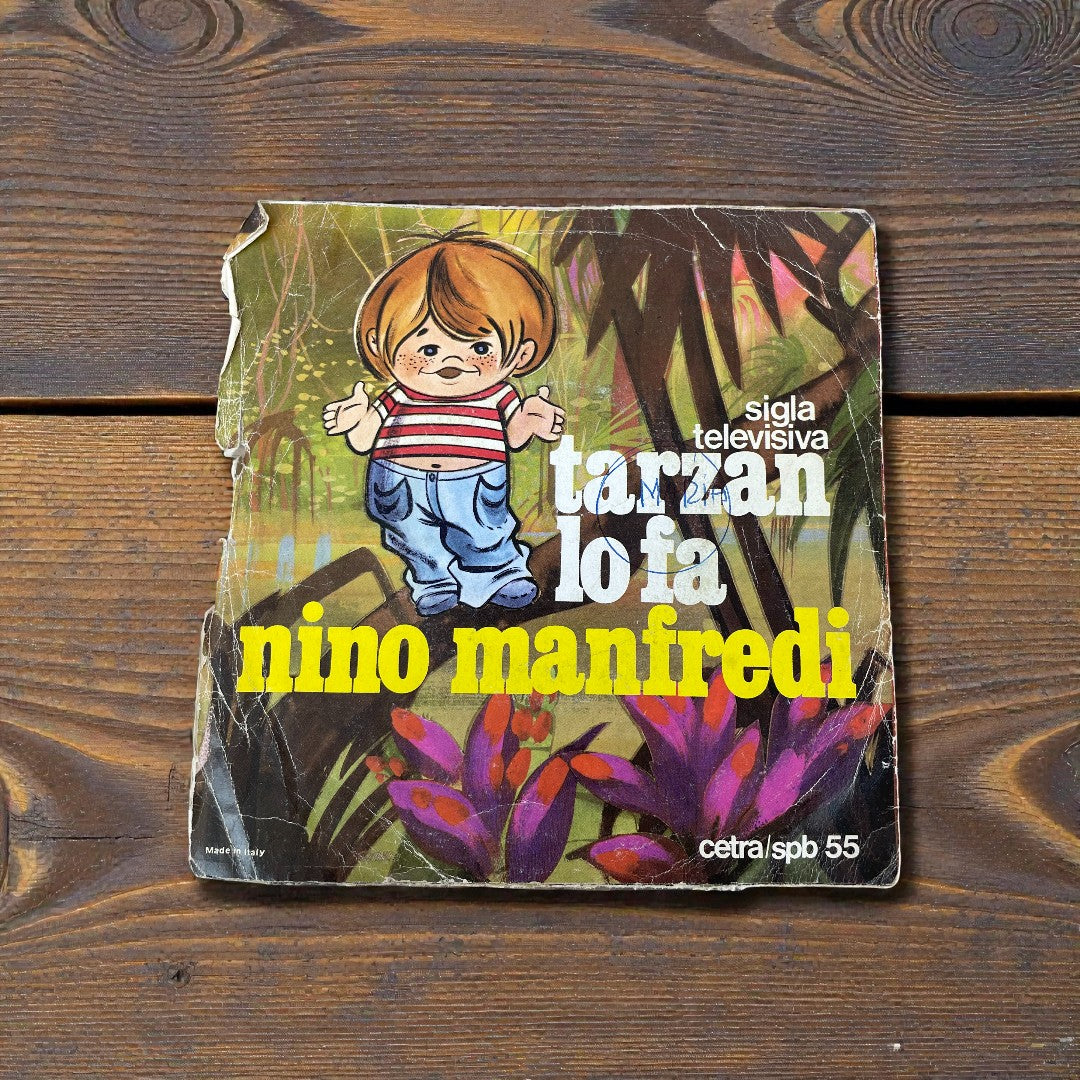 sigla
televisiva
tarzan
lo fa
nino manfredi
Made in Italy
cetra/spb 55